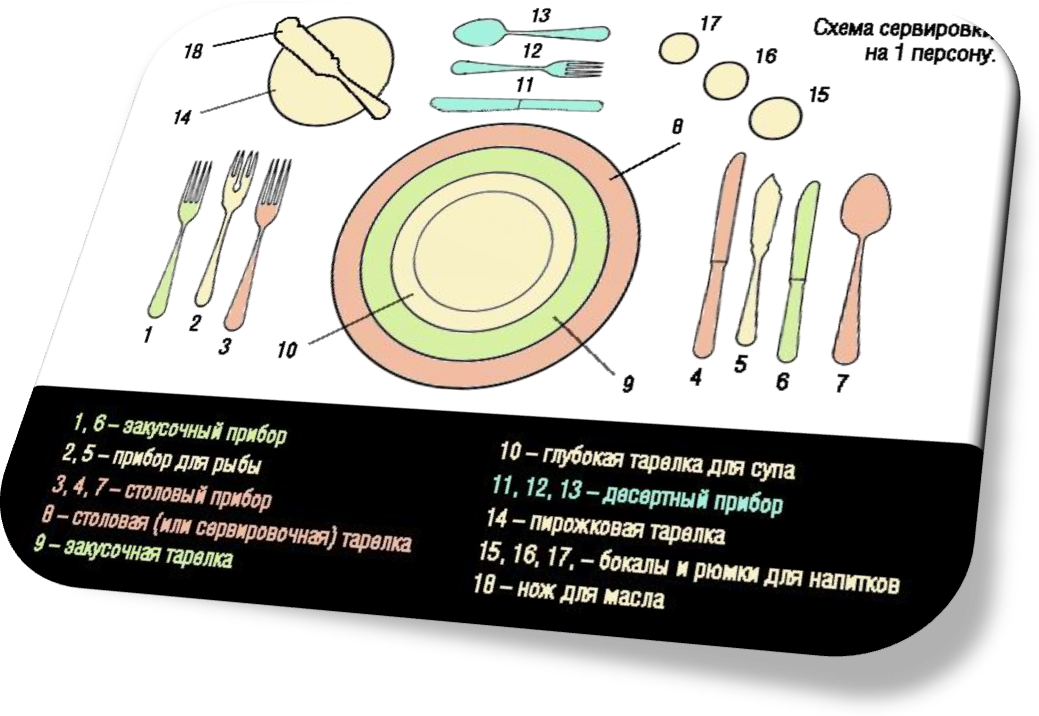 Схема сервировки
на 1 персону.
13
12
11
17
16
15
18
14
8
1
2
3
10
9
4
5
6
7
1, 6 – закусочный прибор
2, 5 – прибор для рыбы
3, 4, 7 – столовый прибор
8 – столовая (или сервировочная) тарелка
9 – закусочная тарелка
10 – глубокая тарелка для супа
11, 12, 13 – десертный прибор
14 – пирожковая тарелка
15, 16, 17, – бокалы и рюмки для напитков
18 – нож для масла